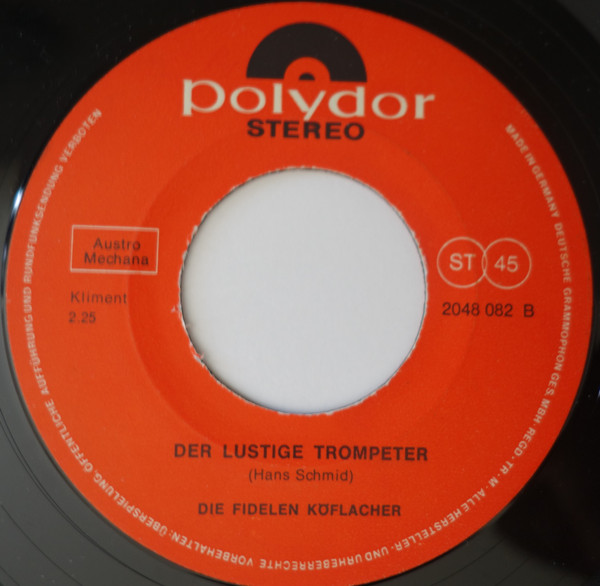 polydor
STEREO
Austro
Mechana
Kliment
2.25
ST 45
2048 082 B
DER LUSTIGE TROMPETER
(Hans Schmid)
DIE FIDELEN KÖFLACHER
MADE IN GERMANY DEUTSCHE GRAMMOPHON GES. MBH · REGD · TR · M · ALLE HERSTELLER- UND URHEBERRECHTE VORBEHALTEN: ÜBERSPIELUNG, ÖFFENTLICHE AUFFÜHRUNG UND RUNDFUNKSENDUNG VERBOTEN